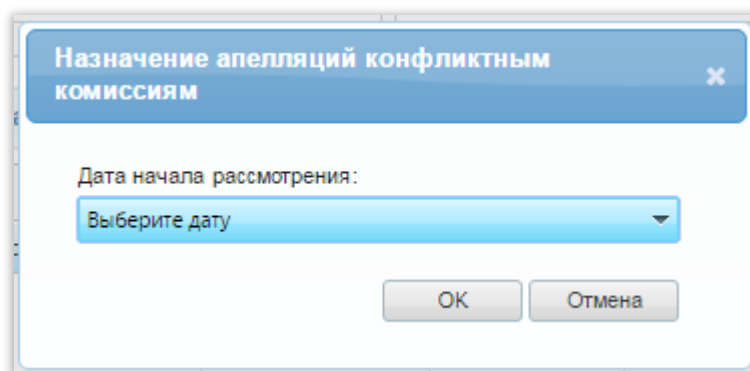 Назначение апелляций конфликтным
комиссиям
Дата начала рассмотрения:
Выберите дату
OK
Отмена